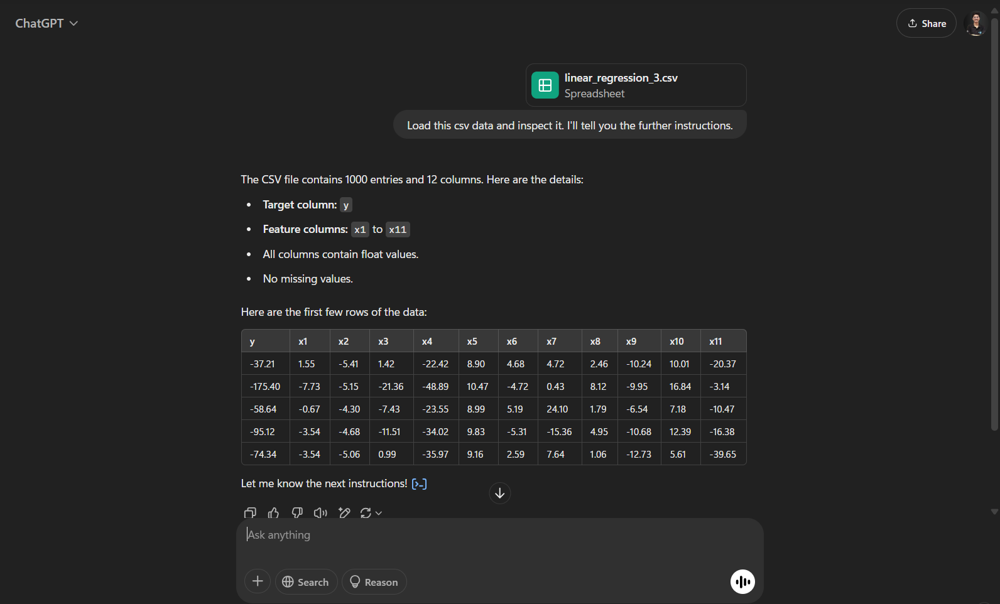 ChatGPT
Share
linear_regression_3.csv
Spreadsheet
Load this csv data and inspect it. I'll tell you the further instructions.
The CSV file contains 1000 entries and 12 columns. Here are the details:
• Target column: y
• Feature columns: x1 to x11
• All columns contain float values.
• No missing values.
Here are the first few rows of the data:
y x1 x2 x3 x4 x5 x6 x7 x8 x9 x10 x11
-37.21 1.55 -5.41 1.42 -22.42 8.90 4.68 4.72 2.46 -10.24 10.01 -20.37
-175.40 -7.73 -5.15 -21.36 -48.89 10.47 -4.72 0.43 8.12 -9.95 16.84 -3.14
-58.64 -0.67 -4.30 -7.43 -23.55 8.99 5.19 24.10 1.79 -6.54 7.18 -10.47
-95.12 -3.54 -4.68 -11.51 -34.02 9.83 -5.31 -15.36 4.95 -10.68 12.39 -16.38
-74.34 -3.54 -5.06 0.99 -35.97 9.16 2.59 7.64 1.06 -12.73 5.61 -39.65
Let me know the next instructions!
Ask anything
Search
Reason